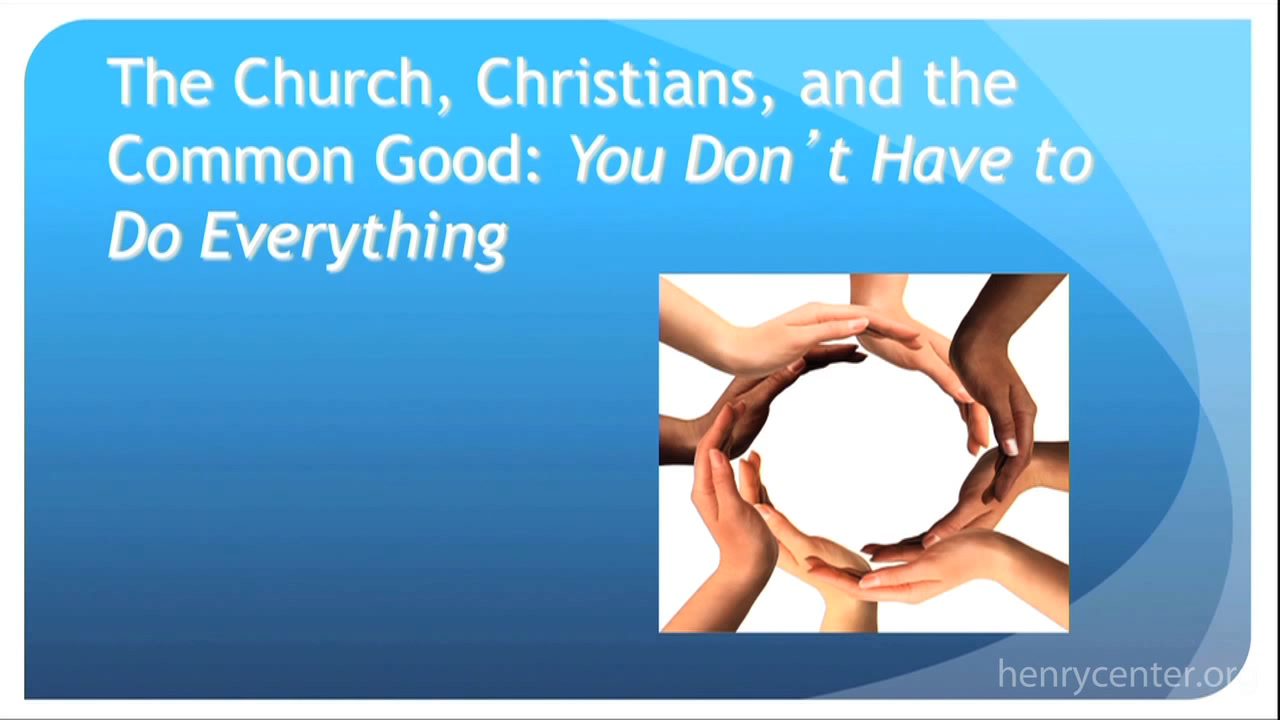 The Church, Christians, and the
Common Good: You Don’t Have to
Do Everything
henrycenter.org